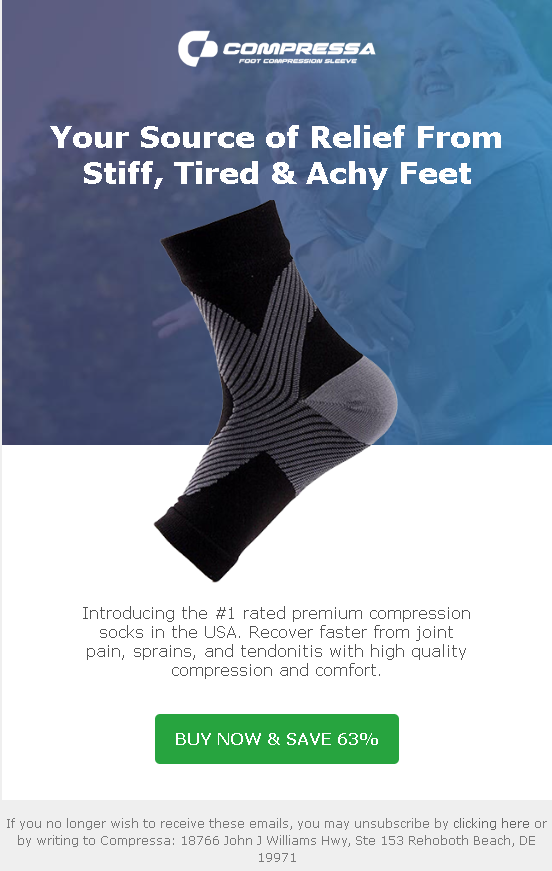 COMPRESSA
FOOT COMPRESSION SLEEVE
Your Source of Relief From
Stiff, Tired & Achy Feet
Introducing the #1 rated premium compression
socks in the USA. Recover faster from joint
pain, sprains, and tendonitis with high quality
compression and comfort.
BUY NOW & SAVE 63%
If you no longer wish to receive these emails, you may unsubscribe by clicking here or
by writing to Compressa: 18766 John J Williams Hwy, Ste 153 Rehoboth Beach, DE
19971